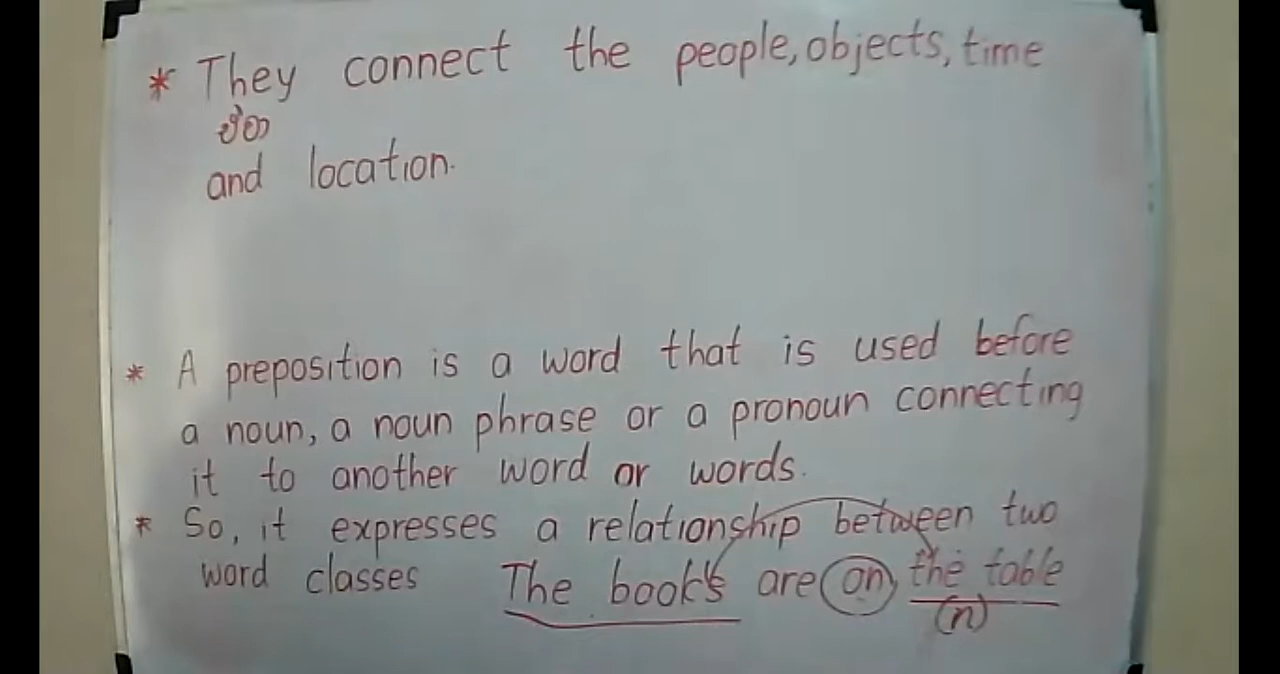 * They connect the people, objects, time
and location.
* A preposition is a word that is used before
a noun, a noun phrase or a pronoun connecting
it to another word or words.
* So, it expresses a relationship between two
word classes The books are on the table
(n)